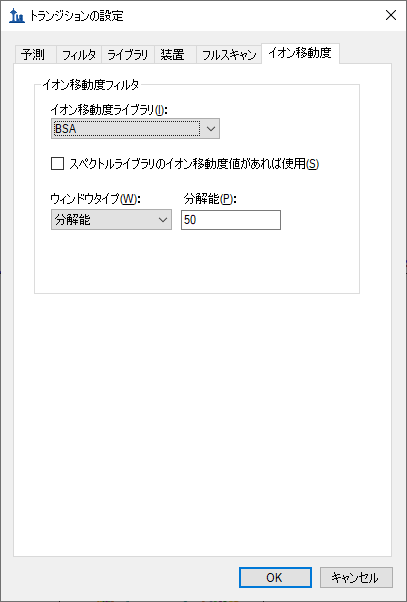 トランジションの設定
予測 フィルタ ライブラリ 装置 フルスキャン イオン移動度
イオン移動度フィルタ
イオン移動度ライブラリ(I):
BSA
スペクトルライブラリのイオン移動度値があれば使用(S)
ウィンドウタイプ(W): 分解能(P):
分解能 50
OK キャンセル